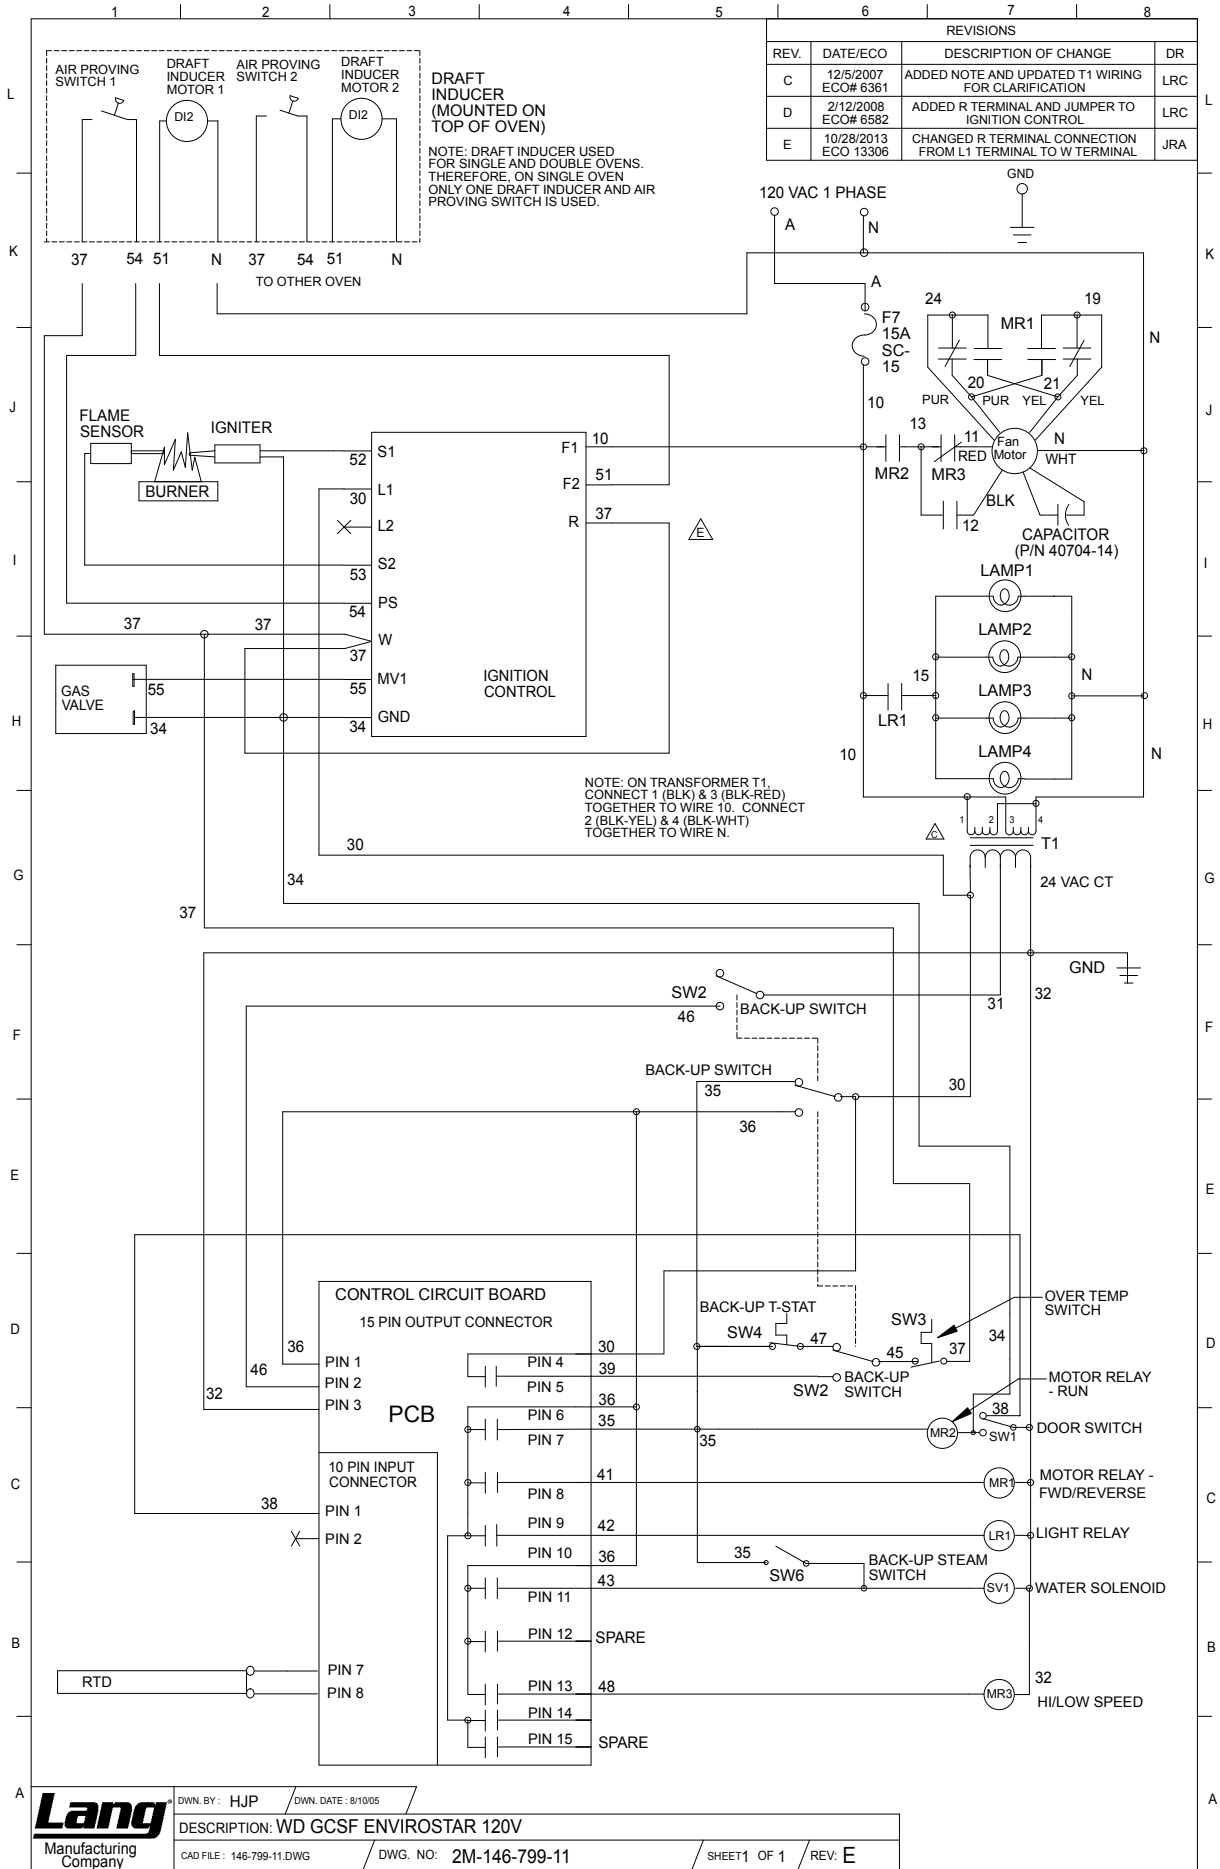 1 2 3 4 5 6 7 8
REVISIONS
REV. DATE/ECO DESCRIPTION OF CHANGE DR
C 12/5/2007 ECO# 6361 ADDED NOTE AND UPDATED T1 WIRING FOR CLARIFICATION LRC
D 2/12/2008 ECO# 6582 ADDED R TERMINAL AND JUMPER TO IGNITION CONTROL LRC
E 10/28/2013 ECO 13306 CHANGED R TERMINAL CONNECTION FROM L1 TERMINAL TO W TERMINAL JRA
AIR PROVING
SWITCH 1
DRAFT
INDUCER
MOTOR 1
AIR PROVING
SWITCH 2
DRAFT
INDUCER
MOTOR 2
DI2
DI2
DRAFT
INDUCER
(MOUNTED ON
TOP OF OVEN)
NOTE: DRAFT INDUCER USED
FOR SINGLE AND DOUBLE OVENS.
THEREFORE, ON SINGLE OVEN
ONLY ONE DRAFT INDUCER AND AIR
PROVING SWITCH IS USED.
L
L
37 54 51 N 37 54 51 N
TO OTHER OVEN
K
K
120 VAC 1 PHASE
A
N
GND
A
F7
15A
SC-
15
24
19
MR1
N
20
21
PUR
PUR
YEL
YEL
J
J
10
13
11
RED
Fan
Motor
N
WHT
MR2
MR3
BLK
12
CAPACITOR
(P/N 40704-14)
FLAME
SENSOR
IGNITER
BURNER
52 S1
30 L1
L2
53 S2
54 PS
37 37 W
37
55 MV1
34 GND
F1 10
F2 51
R 37
IGNITION
CONTROL
E
I
I
GAS
VALVE
55
34
H
H
LAMP1
LAMP2
LAMP3
LAMP4
15
N
LR1
10
N
NOTE: ON TRANSFORMER T1,
CONNECT 1 (BLK) & 3 (BLK-RED)
TOGETHER TO WIRE 10. CONNECT
2 (BLK-YEL) & 4 (BLK-WHT)
TOGETHER TO WIRE N.
C
1 2 3 4
T1
24 VAC CT
30
34
37
G
G
GND
SW2
46
BACK-UP SWITCH
31
32
F
F
BACK-UP SWITCH
35
30
36
E
E
CONTROL CIRCUIT BOARD
15 PIN OUTPUT CONNECTOR
BACK-UP T-STAT
SW4
47
SW3
45
37
34
OVER TEMP
SWITCH
D
D
36 PIN 1
46 PIN 2
32 PIN 3
PCB
PIN 4 30
PIN 5 39
PIN 6 36
PIN 7 35
SW2
BACK-UP
SWITCH
MOTOR RELAY
- RUN
35
MR2
38
SW1
DOOR SWITCH
10 PIN INPUT
CONNECTOR
38 PIN 1
PIN 2
C
C
PIN 8 41
MR1
MOTOR RELAY -
FWD/REVERSE
PIN 9 42
LR1
LIGHT RELAY
PIN 10 36
35
SW6
BACK-UP STEAM
SWITCH
PIN 11 43
SV1
WATER SOLENOID
PIN 12 SPARE
B
B
RTD
PIN 7
PIN 8
PIN 13 48
MR3
32
HI/LOW SPEED
PIN 14
PIN 15 SPARE
A
A
Lang®
Manufacturing
Company
DWN. BY : HJP DWN. DATE : 8/10/05
DESCRIPTION: WD GCSF ENVIROSTAR 120V
CAD FILE : 146-799-11.DWG DWG. NO: 2M-146-799-11 SHEET1 OF 1 REV: E